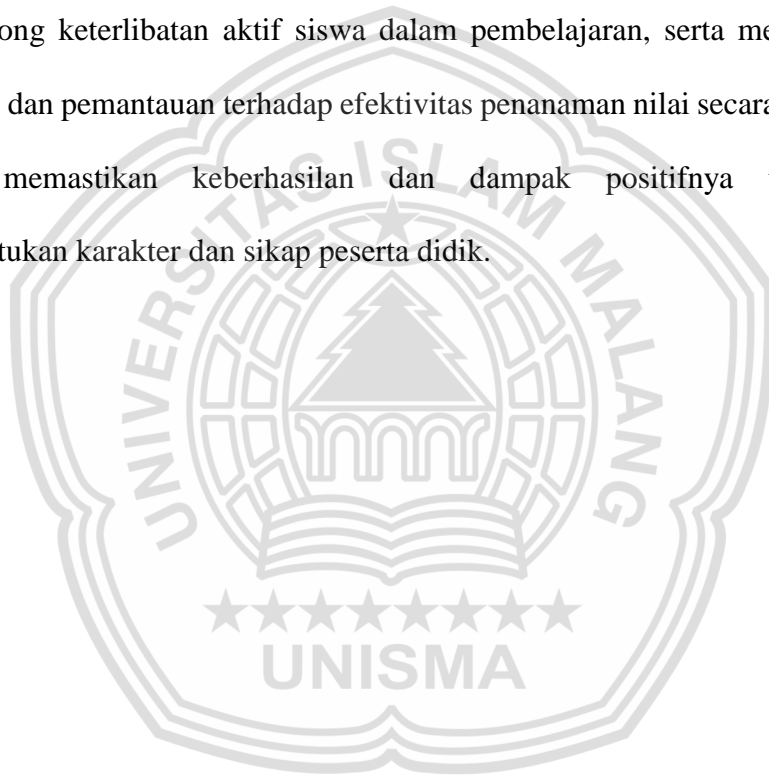 ong keterlibatan aktif siswa dalam pembelajaran, serta me
dan pemantauan terhadap efektivitas penanaman nilai secara
memastikan keberhasilan dan dampak positifnya
tukan karakter dan sikap peserta didik.
UNIVERSITAS ISLAM MALANG
UNISMA